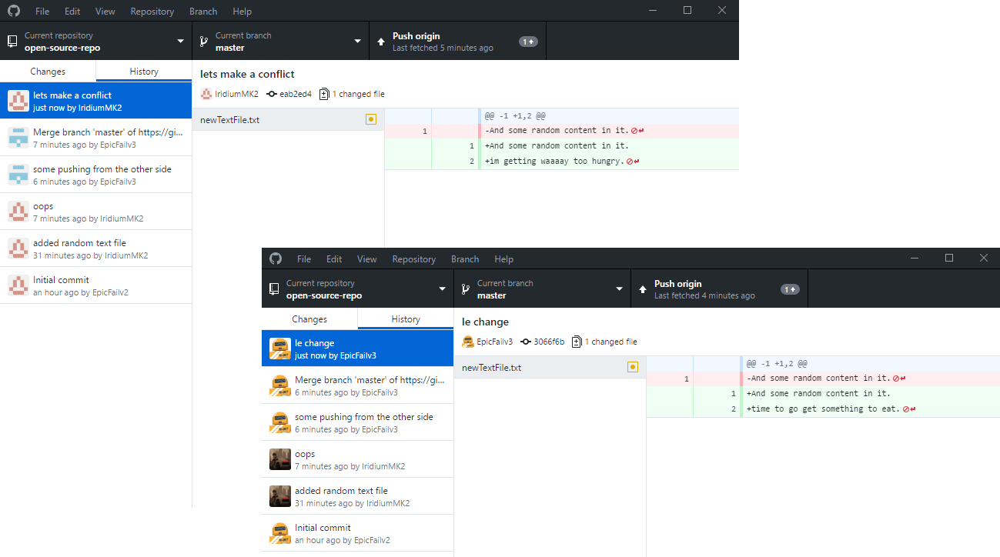 File Edit View Repository Branch Help
Current repository
open-source-repo
Current branch
master
Push origin
Last fetched 5 minutes ago
1
Changes History
lets make a conflict
just now by IridiumMK2
Merge branch 'master' of https://gi...
7 minutes ago by EpicFailv3
some pushing from the other side
6 minutes ago by EpicFailv3
oops
7 minutes ago by IridiumMK2
added random text file
31 minutes ago by IridiumMK2
Initial commit
an hour ago by EpicFailv2
lets make a conflict
IridiumMK2 eab2ed4 1 changed file
newTextFile.txt
@@ -1 +1,2 @@
1 -And some random content in it.
1 +And some random content in it.
2 +im getting waaaay too hungry.
File Edit View Repository Branch Help
Current repository
open-source-repo
Current branch
master
Push origin
Last fetched 4 minutes ago
1
Changes History
le change
just now by EpicFailv3
Merge branch 'master' of https://gi...
6 minutes ago by EpicFailv3
some pushing from the other side
6 minutes ago by EpicFailv3
oops
7 minutes ago by IridiumMK2
added random text file
31 minutes ago by IridiumMK2
Initial commit
an hour ago by EpicFailv2
le change
EpicFailv3 3066f6b 1 changed file
newTextFile.txt
@@ -1 +1,2 @@
1 -And some random content in it.
1 +And some random content in it.
2 +time to go get something to eat.